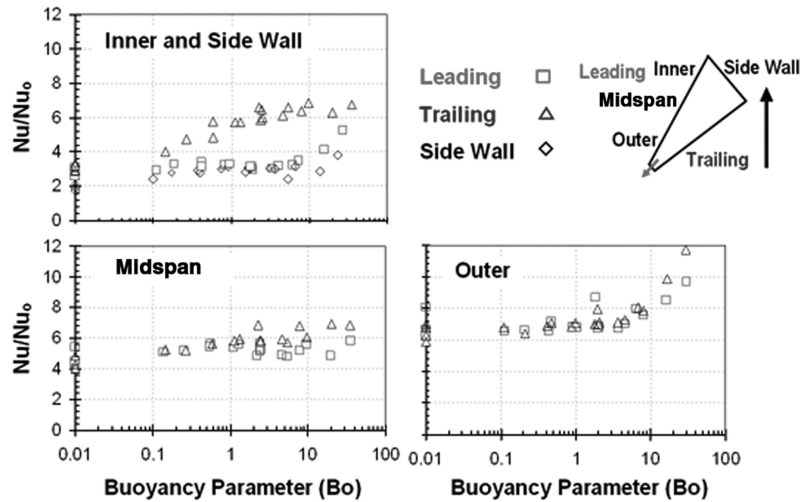 12
10
8
6
4
2
0
Nu/Nu₀
Inner and Side Wall
Leading
Trailing
Side Wall
Leading
Inner
Side Wall
Midspan
Outer
Trailing
12
10
8
6
4
2
0
Nu/Nu₀
Midspan
0.01
0.1
1
10
100
Buoyancy Parameter (Bo)
Outer
0.01
0.1
1
10
100
Buoyancy Parameter (Bo)